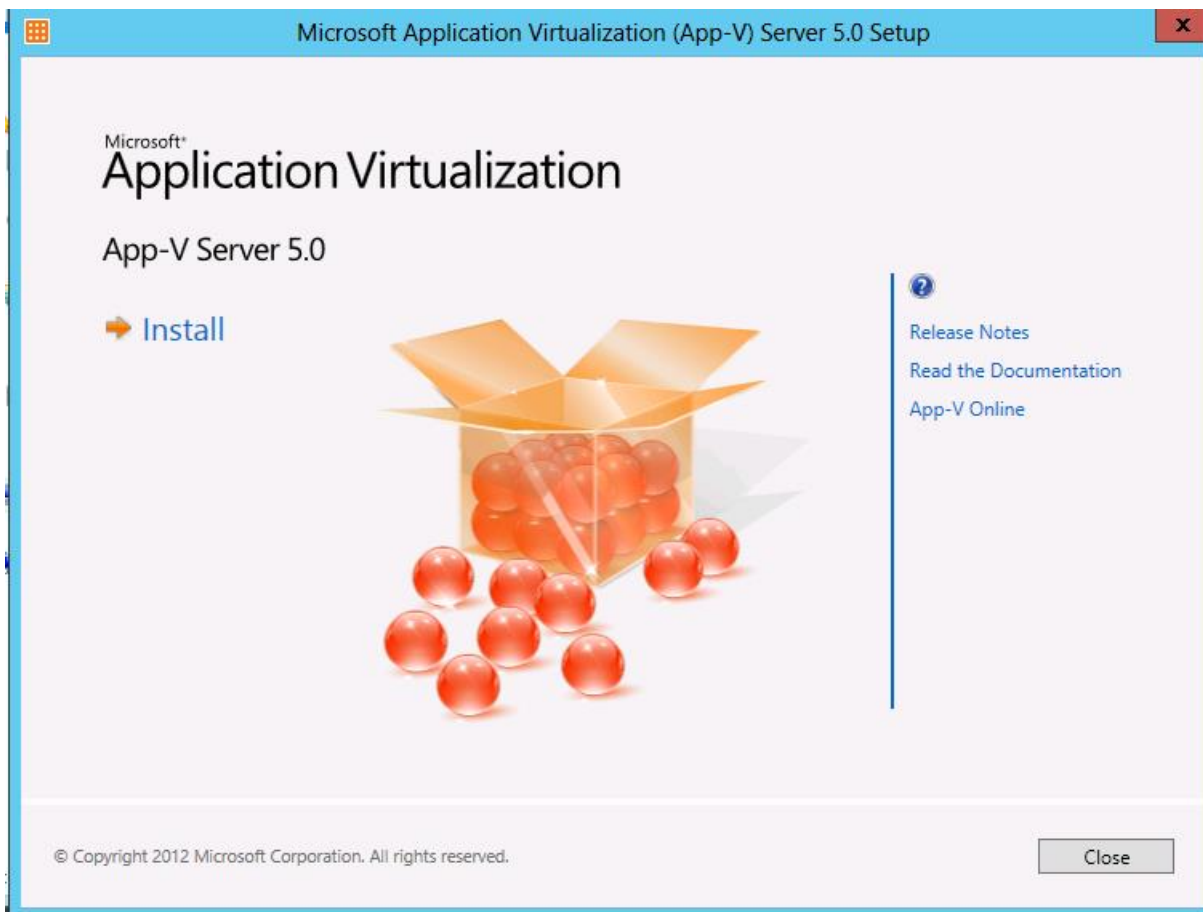 Microsoft Application Virtualization (App-V) Server 5.0 Setup
x
Microsoft*
Application Virtualization
App-V Server 5.0
Install
?
Release Notes
Read the Documentation
App-V Online
© Copyright 2012 Microsoft Corporation. All rights reserved.
Close